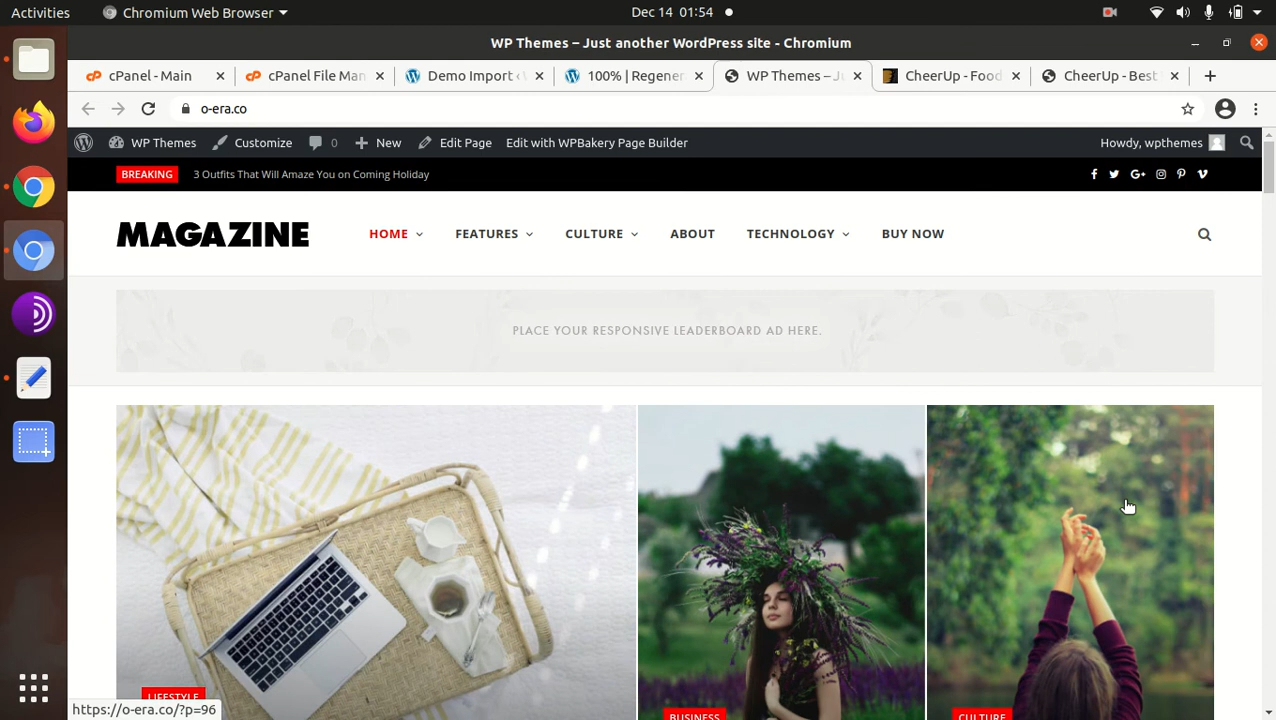 Activities
Chromium Web Browser
Dec 14 01:54
WP Themes – Just another WordPress site - Chromium
cPanel - Main
cPanel File Man
Demo Import ‹
100% | Regener
WP Themes – J
CheerUp - Food
CheerUp - Best
o-era.co
WP Themes
Customize
0
New
Edit Page
Edit with WPBakery Page Builder
Howdy, wpthemes
BREAKING
3 Outfits That Will Amaze You on Coming Holiday
MAGAZINE
HOME
FEATURES
CULTURE
ABOUT
TECHNOLOGY
BUY NOW
PLACE YOUR RESPONSIVE LEADERBOARD AD HERE.
LIFESTYLE
BUSINESS
CULTURE
https://o-era.co/?p=96